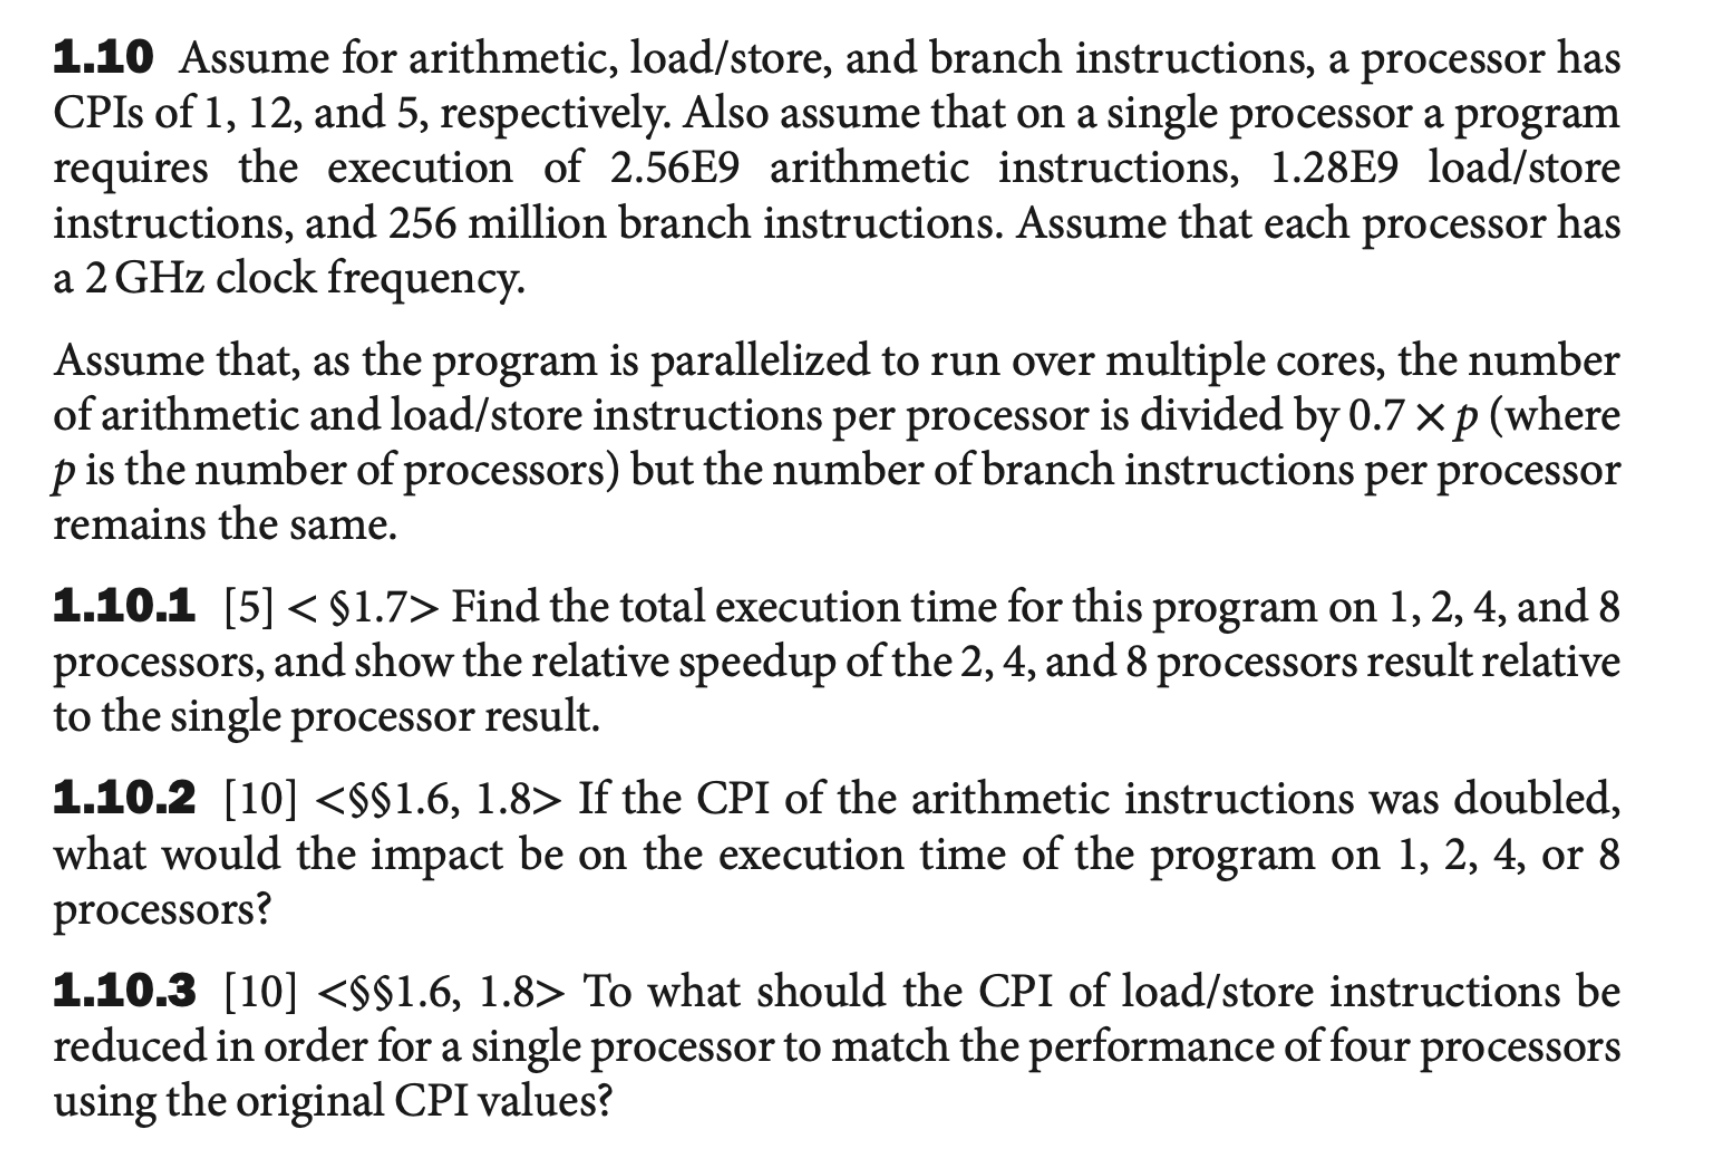 1.10 Assume for arithmetic, load/store, and branch instructions, a processor has
CPIs of 1, 12, and 5, respectively. Also assume that on a single processor a program
requires the execution of 2.56E9 arithmetic instructions, 1.28E9 load/store
instructions, and 256 million branch instructions. Assume that each processor has
a 2 GHz clock frequency.
Assume that, as the program is parallelized to run over multiple cores, the number
of arithmetic and load/store instructions per processor is divided by 0.7 × p (where
p is the number of processors) but the number of branch instructions per processor
remains the same.
1.10.1 [5] < §1.7> Find the total execution time for this program on 1, 2, 4, and 8
processors, and show the relative speedup of the 2, 4, and 8 processors result relative
to the single processor result.
1.10.2 [10] <§§1.6, 1.8> If the CPI of the arithmetic instructions was doubled,
what would the impact be on the execution time of the program on 1, 2, 4, or 8
processors?
1.10.3 [10] <§§1.6, 1.8> To what should the CPI of load/store instructions be
reduced in order for a single processor to match the performance of four processors
using the original CPI values?